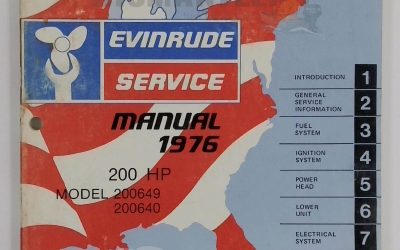 EVINRUDE
SERVICE
MANUAL
1976
200 HP
MODEL 200649
200640
INTRODUCTION 1
GENERAL
SERVICE
INFORMATION 2
FUEL
SYSTEM 3
IGNITION
SYSTEM 4
POWER
HEAD 5
LOWER
UNIT 6
ELECTRICAL
SYSTEM 7